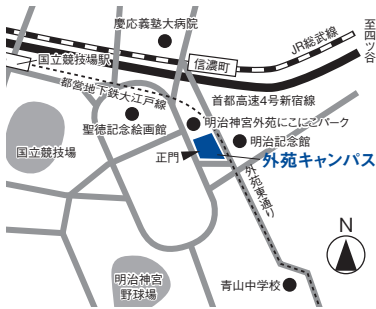 慶応義塾大病院
至四ツ谷
JR総武線
信濃町
国立競技場駅
都営地下鉄大江戸線
首都高速4号新宿線
聖徳記念絵画館
明治神宮外苑にこにこパーク
明治記念館
国立競技場
正門
外苑キャンパス
外苑東通り
N
明治神宮
野球場
青山中学校